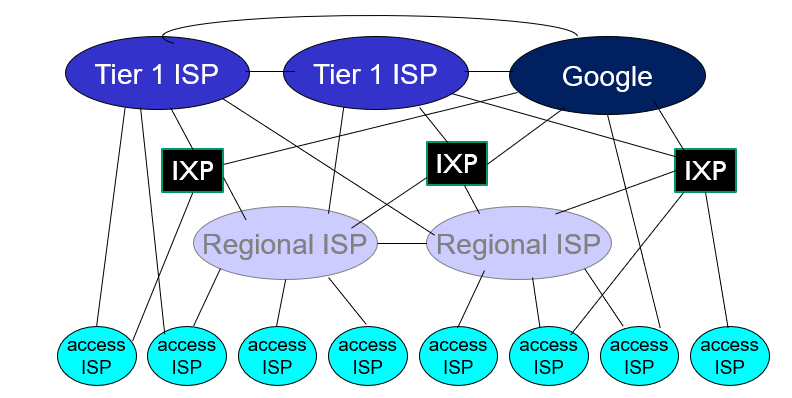 Tier 1 ISP
Tier 1 ISP
Google
IXP
IXP
IXP
Regional ISP
Regional ISP
access
ISP
access
ISP
access
ISP
access
ISP
access
ISP
access
ISP
access
ISP
access
ISP